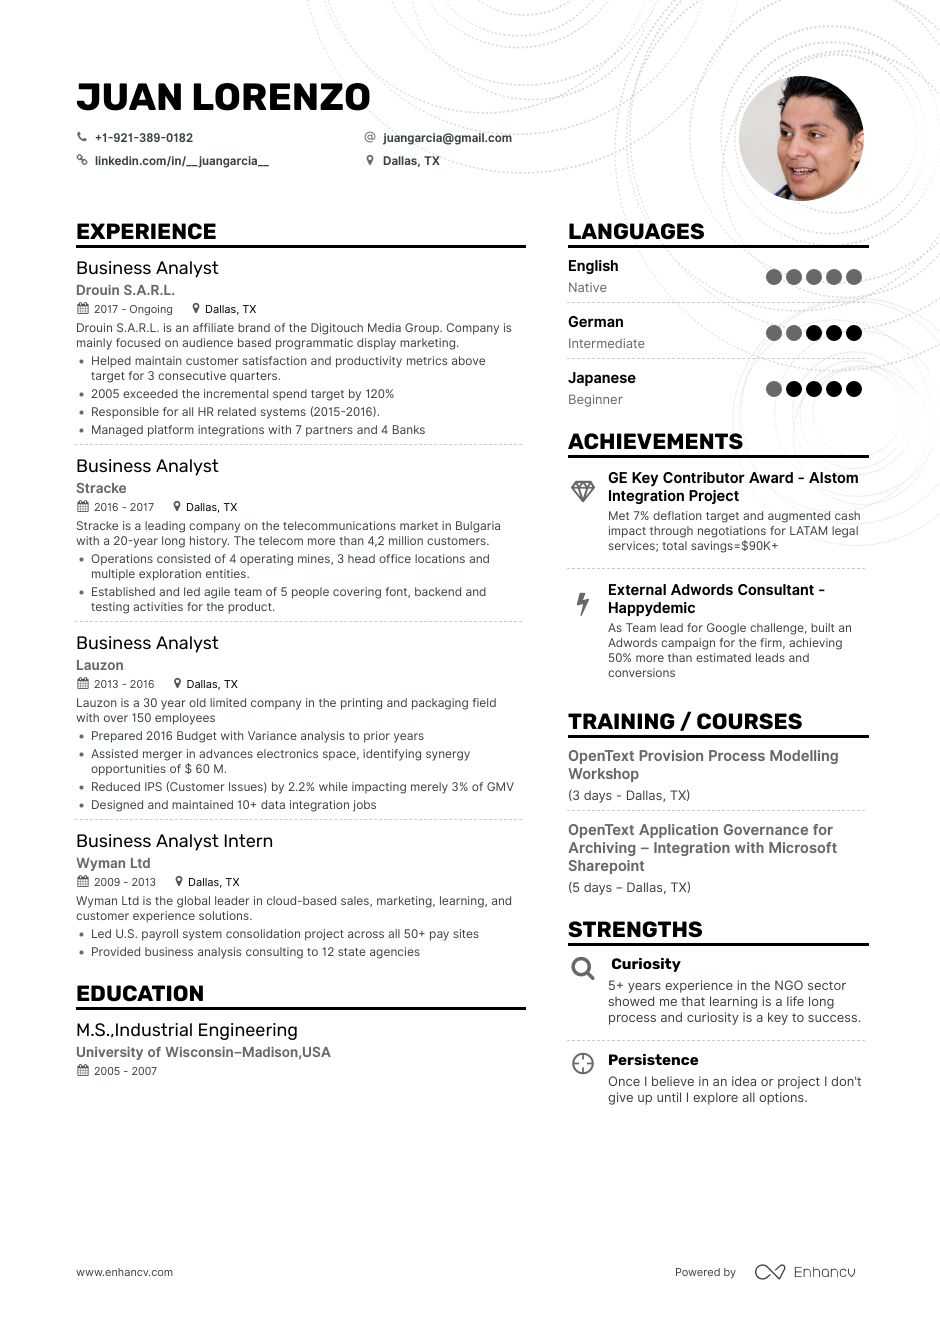 JUAN LORENZO
+1-921-389-0182
@ juangarcia@gmail.com
linkedin.com/in/__juangarcia__
Dallas, TX
EXPERIENCE
Business Analyst
Drouin S.A.R.L.
2017 - Ongoing Dallas, TX
Drouin S.A.R.L. is an affiliate brand of the Digitouch Media Group. Company is
mainly focused on audience based programmatic display marketing.
• Helped maintain customer satisfaction and productivity metrics above
target for 3 consecutive quarters.
• 2005 exceeded the incremental spend target by 120%
• Responsible for all HR related systems (2015-2016).
• Managed platform integrations with 7 partners and 4 Banks
Business Analyst
Stracke
2016 - 2017 Dallas, TX
Stracke is a leading company on the telecommunications market in Bulgaria
with a 20-year long history. The telecom more than 4,2 million customers.
• Operations consisted of 4 operating mines, 3 head office locations and
multiple exploration entities.
• Established and led agile team of 5 people covering font, backend and
testing activities for the product.
Business Analyst
Lauzon
2013 - 2016 Dallas, TX
Lauzon is a 30 year old limited company in the printing and packaging field
with over 150 employees
• Prepared 2016 Budget with Variance analysis to prior years
• Assisted merger in advances electronics space, identifying synergy
opportunities of $ 60 M.
• Reduced IPS (Customer Issues) by 2.2% while impacting merely 3% of GMV
• Designed and maintained 10+ data integration jobs
Business Analyst Intern
Wyman Ltd
2009 - 2013 Dallas, TX
Wyman Ltd is the global leader in cloud-based sales, marketing, learning, and
customer experience solutions.
• Led U.S. payroll system consolidation project across all 50+ pay sites
• Provided business analysis consulting to 12 state agencies
EDUCATION
M.S.,Industrial Engineering
University of Wisconsin–Madison,USA
2005 - 2007
LANGUAGES
English
Native
German
Intermediate
Japanese
Beginner
ACHIEVEMENTS
GE Key Contributor Award - Alstom
Integration Project
Met 7% deflation target and augmented cash
impact through negotiations for LATAM legal
services; total savings=$90K+
External Adwords Consultant -
Happydemic
As Team lead for Google challenge, built an
Adwords campaign for the firm, achieving
50% more than estimated leads and
conversions
TRAINING / COURSES
OpenText Provision Process Modelling
Workshop
(3 days - Dallas, TX)
OpenText Application Governance for
Archiving – Integration with Microsoft
Sharepoint
(5 days – Dallas, TX)
STRENGTHS
Curiosity
5+ years experience in the NGO sector
showed me that learning is a life long
process and curiosity is a key to success.
Persistence
Once I believe in an idea or project I don't
give up until I explore all options.
www.enhancv.com
Powered by Enhancv